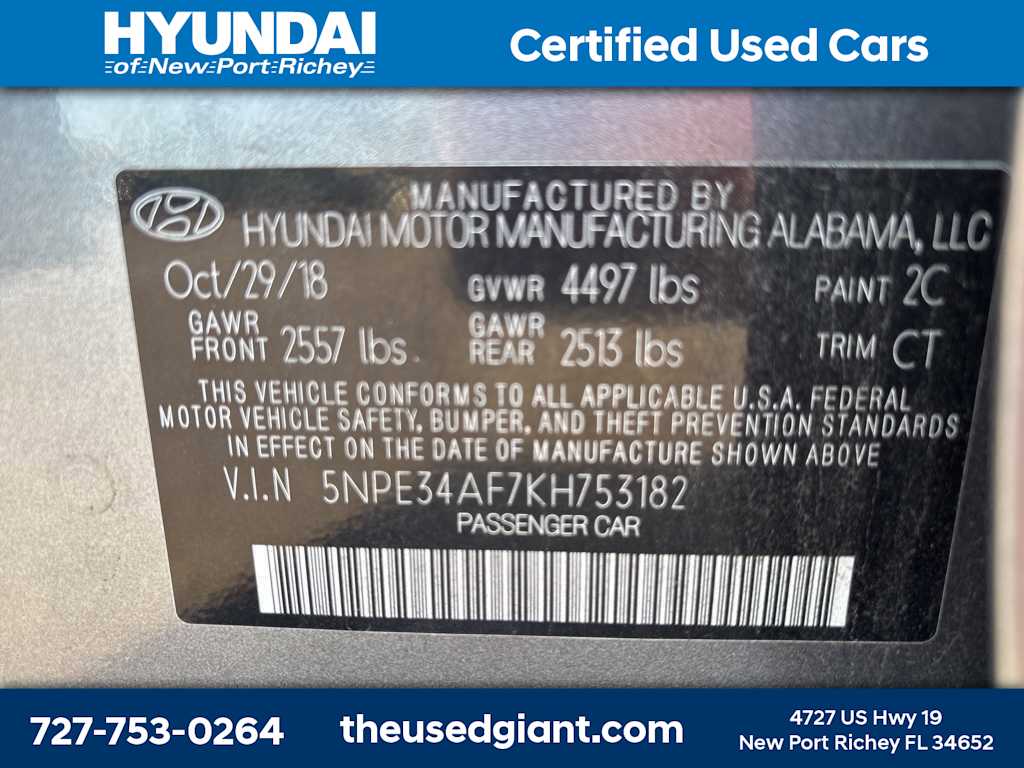 HYUNDAI
of New Port Richey
Certified Used Cars
MANUFACTURED BY
HYUNDAI MOTOR MANUFACTURING ALABAMA, LLC
Oct/29/18 GVWR 4497 lbs PAINT 2C
GAWR FRONT 2557 lbs. GAWR REAR 2513 lbs TRIM CT
THIS VEHICLE CONFORMS TO ALL APPLICABLE U.S.A. FEDERAL
MOTOR VEHICLE SAFETY, BUMPER, AND THEFT PREVENTION STANDARDS
IN EFFECT ON THE DATE OF MANUFACTURE SHOWN ABOVE
V.I.N 5NPE34AF7KH753182
PASSENGER CAR
727-753-0264
theusedgiant.com
4727 US Hwy 19
New Port Richey FL 34652